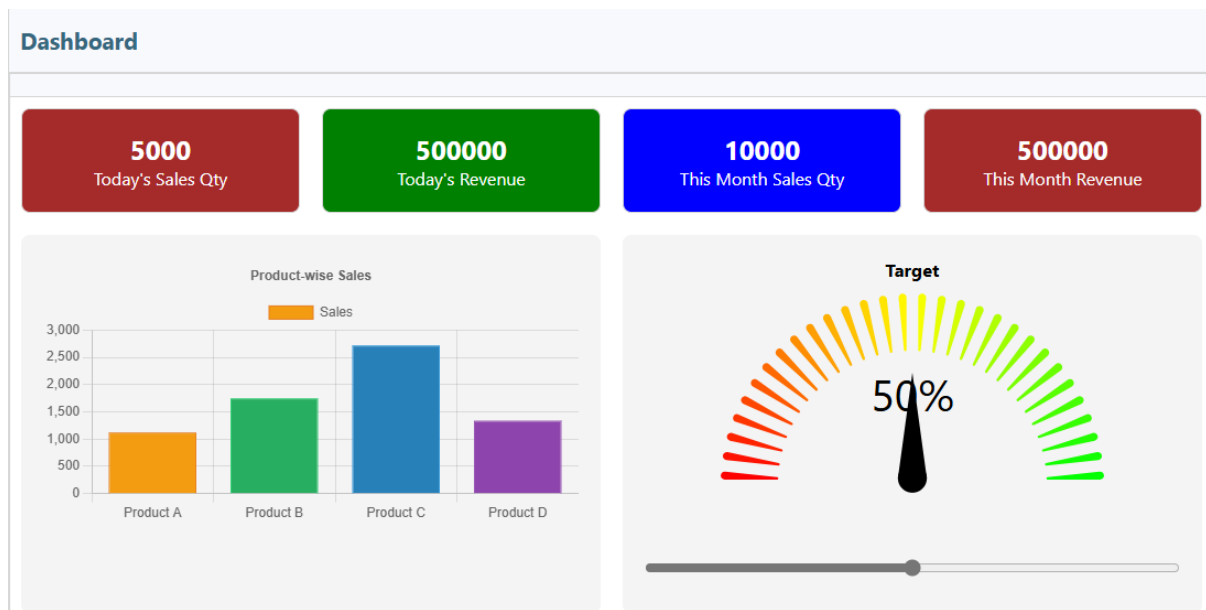 Dashboard
5000
Today's Sales Qty
500000
Today's Revenue
10000
This Month Sales Qty
500000
This Month Revenue
Product-wise Sales
Sales
3,000
2,500
2,000
1,500
1,000
500
0
Product A
Product B
Product C
Product D
Target
50%